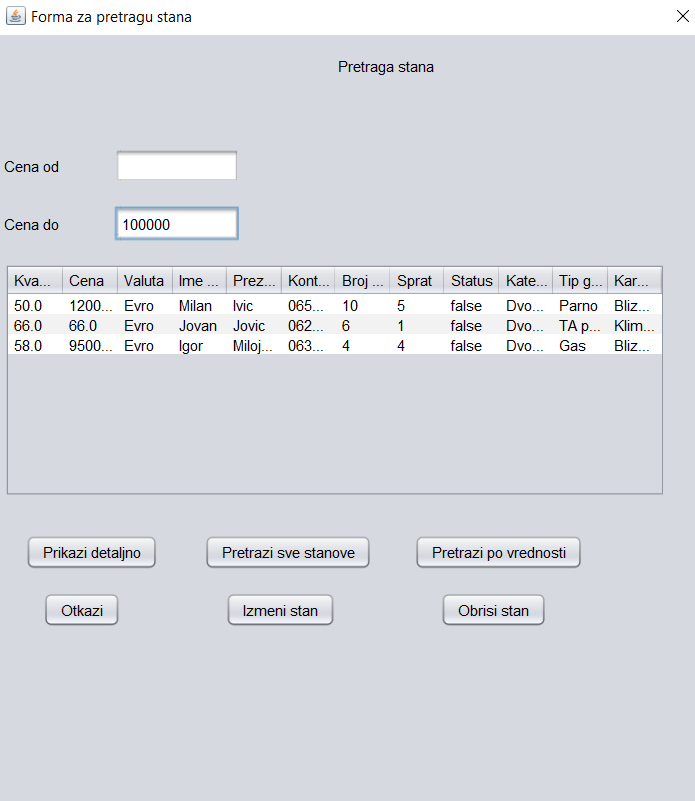 Forma za pretragu stana
Pretraga stana
Cena od
Cena do 100000
Kva... Cena Valuta Ime ... Prez... Kont... Broj ... Sprat Status Kate... Tip g... Kar...
50.0 1200... Evro Milan Ivic 065... 10 5 false Dvo... Parno Bliz...
66.0 66.0 Evro Jovan Jovic 062... 6 1 false Dvo... TA p... Klim...
58.0 9500... Evro Igor Miloj... 063... 4 4 false Dvo... Gas Bliz...
Prikazi detaljno Pretrazi sve stanove Pretrazi po vrednosti
Otkazi Izmeni stan Obrisi stan